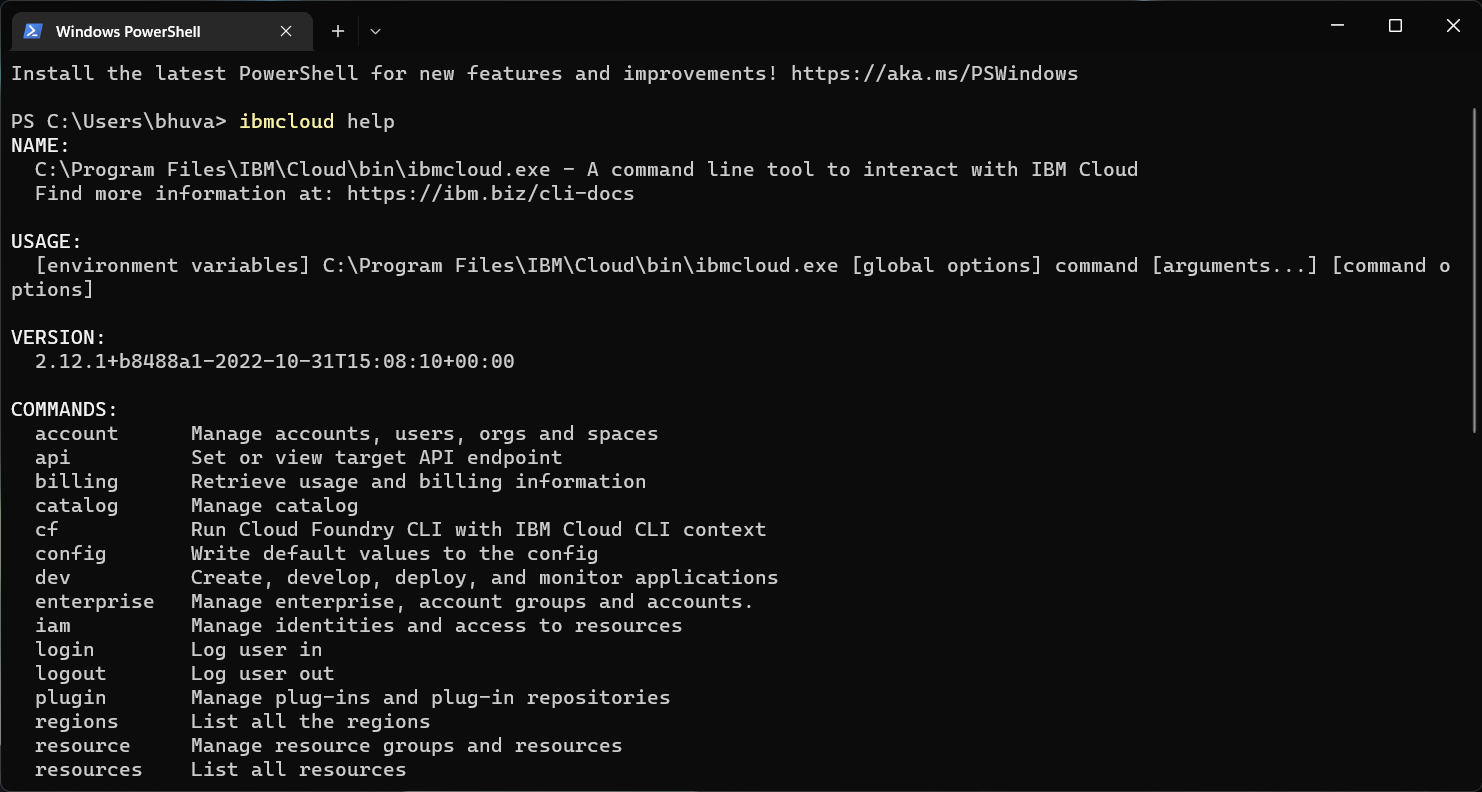 Windows PowerShell
Install the latest PowerShell for new features and improvements! https://aka.ms/PSWindows
PS C:\Users\bhuva> ibmcloud help
NAME:
  C:\Program Files\IBM\Cloud\bin\ibmcloud.exe - A command line tool to interact with IBM Cloud
  Find more information at: https://ibm.biz/cli-docs
USAGE:
  [environment variables] C:\Program Files\IBM\Cloud\bin\ibmcloud.exe [global options] command [arguments...] [command o
ptions]
VERSION:
  2.12.1+b8488a1-2022-10-31T15:08:10+00:00
COMMANDS:
  account      Manage accounts, users, orgs and spaces
  api          Set or view target API endpoint
  billing      Retrieve usage and billing information
  catalog      Manage catalog
  cf           Run Cloud Foundry CLI with IBM Cloud CLI context
  config       Write default values to the config
  dev          Create, develop, deploy, and monitor applications
  enterprise   Manage enterprise, account groups and accounts.
  iam          Manage identities and access to resources
  login        Log user in
  logout       Log user out
  plugin       Manage plug-ins and plug-in repositories
  regions      List all the regions
  resource     Manage resource groups and resources
  resources    List all resources